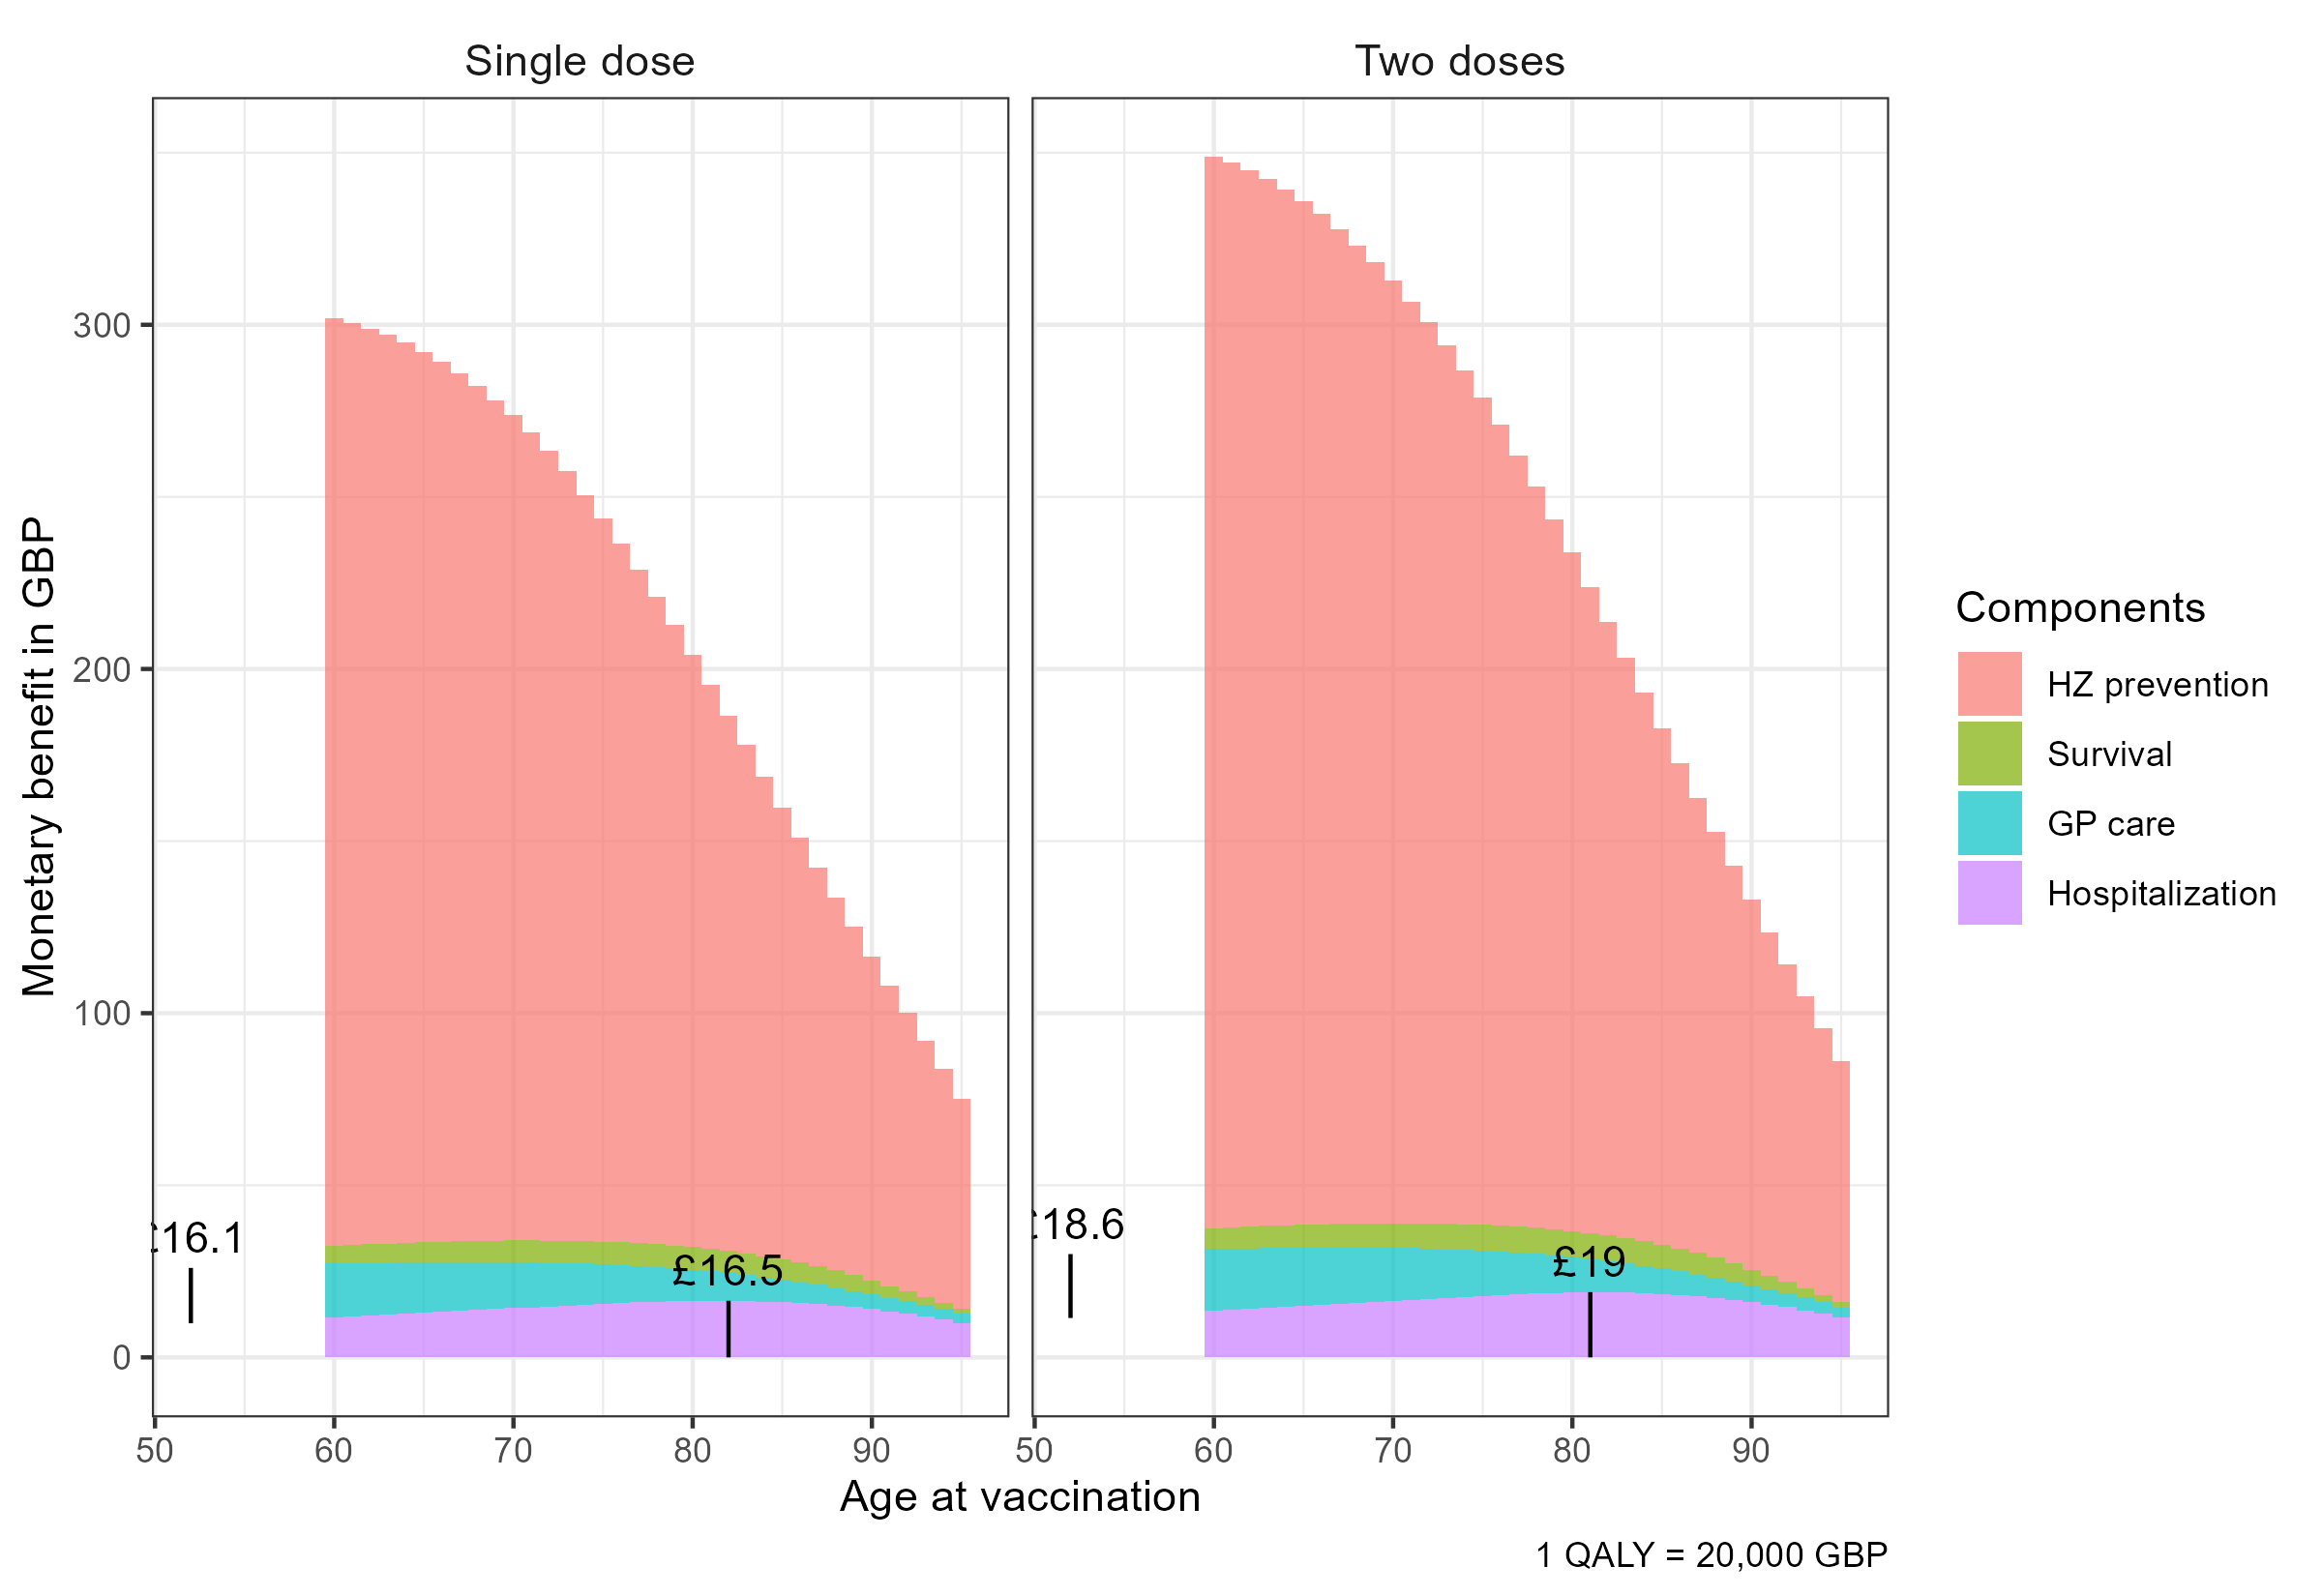 Single dose
Two doses
Monetary benefit in GBP
300
200
100
0
£16.1
£16.5
£18.6
£19
50 60 70 80 90
50 60 70 80 90
Age at vaccination
1 QALY = 20,000 GBP
Components
HZ prevention
Survival
GP care
Hospitalization